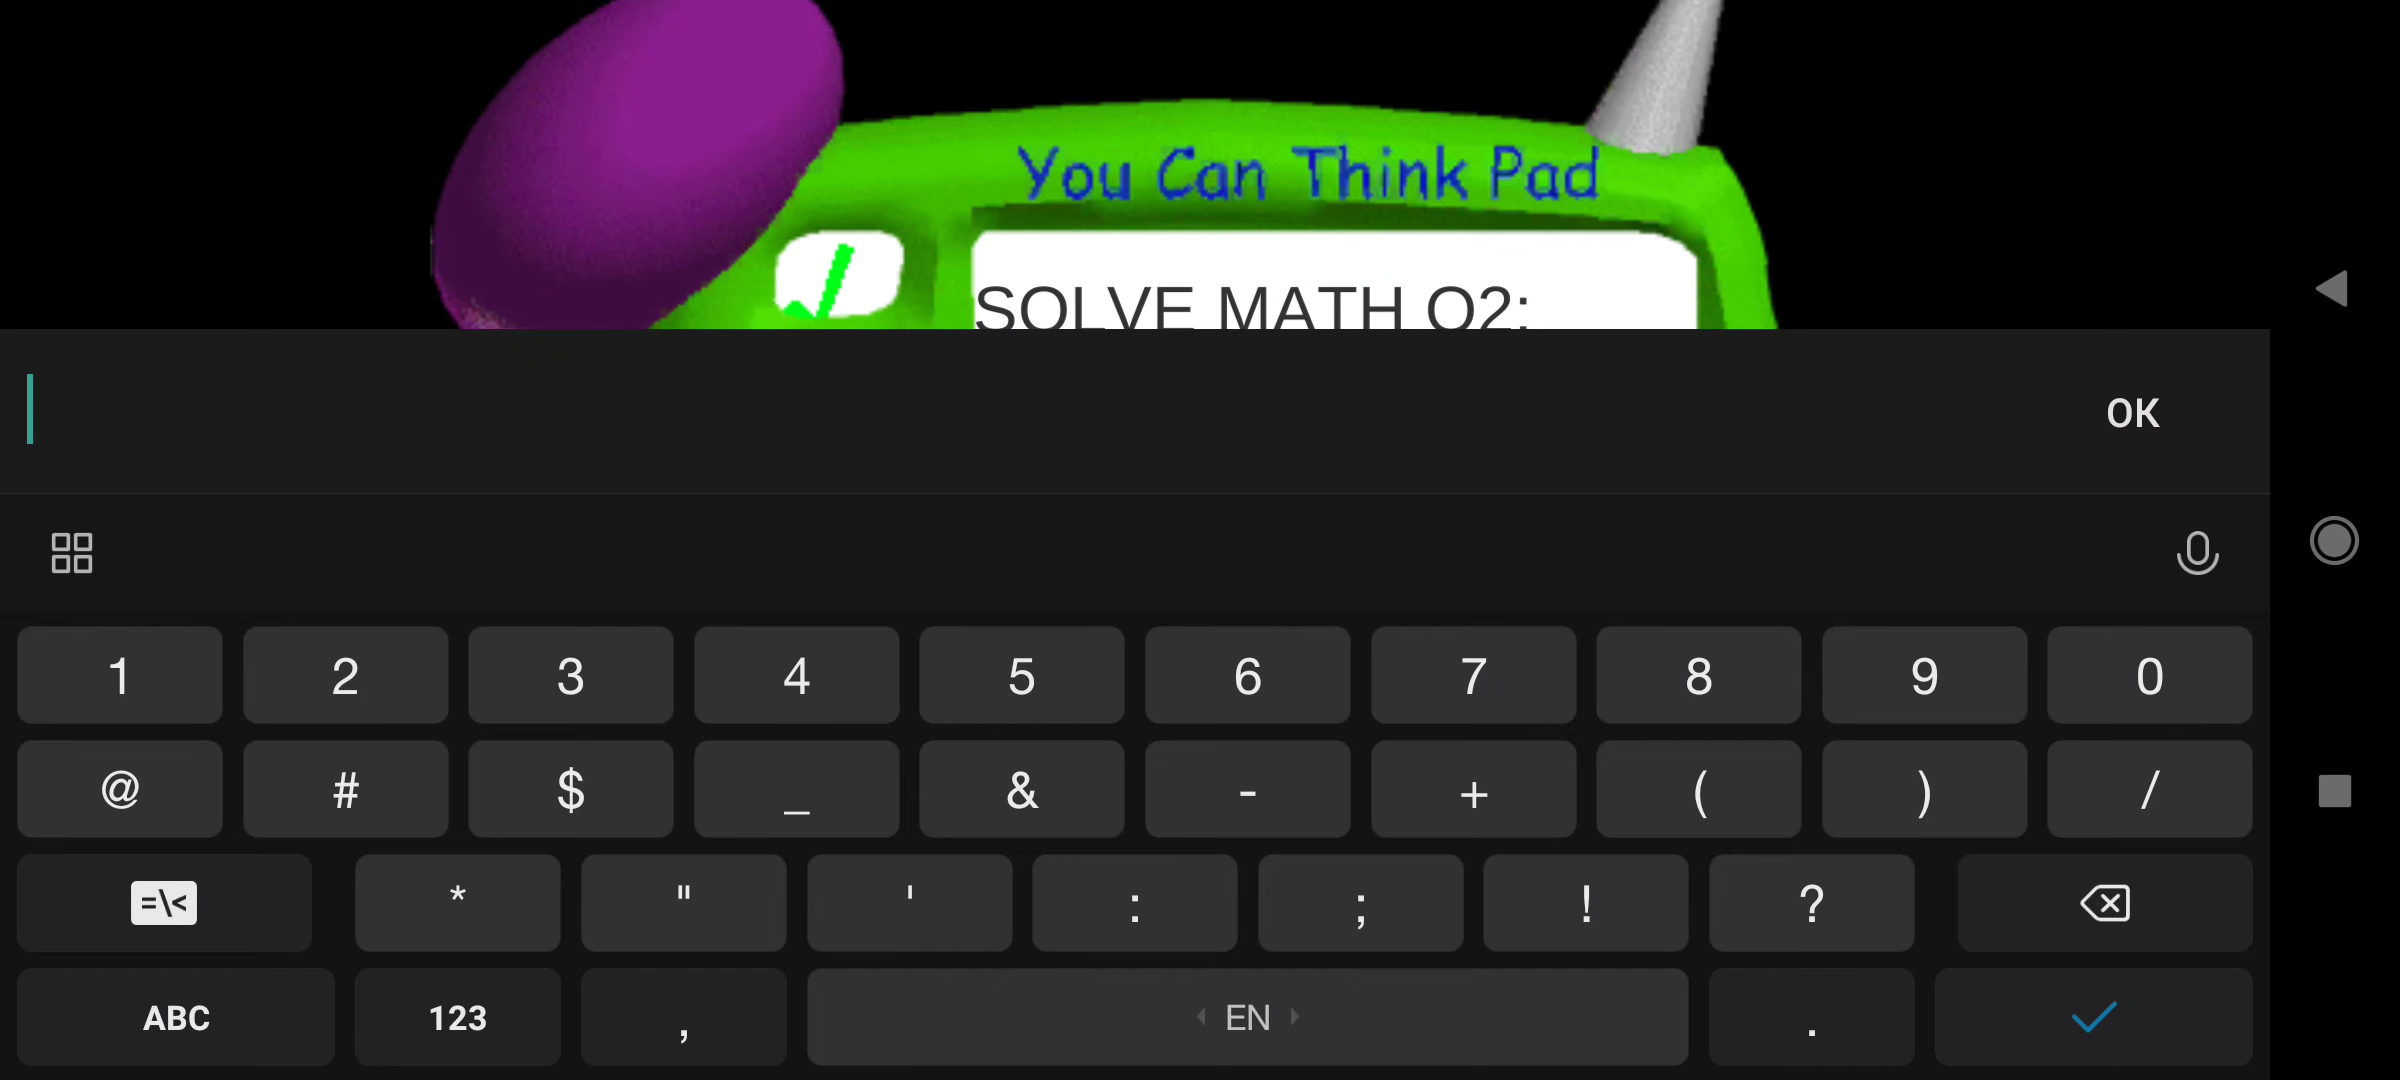 You Can Think Pad
SOLVE MATH Q2:
OK
1 2 3 4 5 6 7 8 9 0
@ # $ _ & - + ( ) /
=\< * " ' : ; ! ?
ABC 123 , EN .